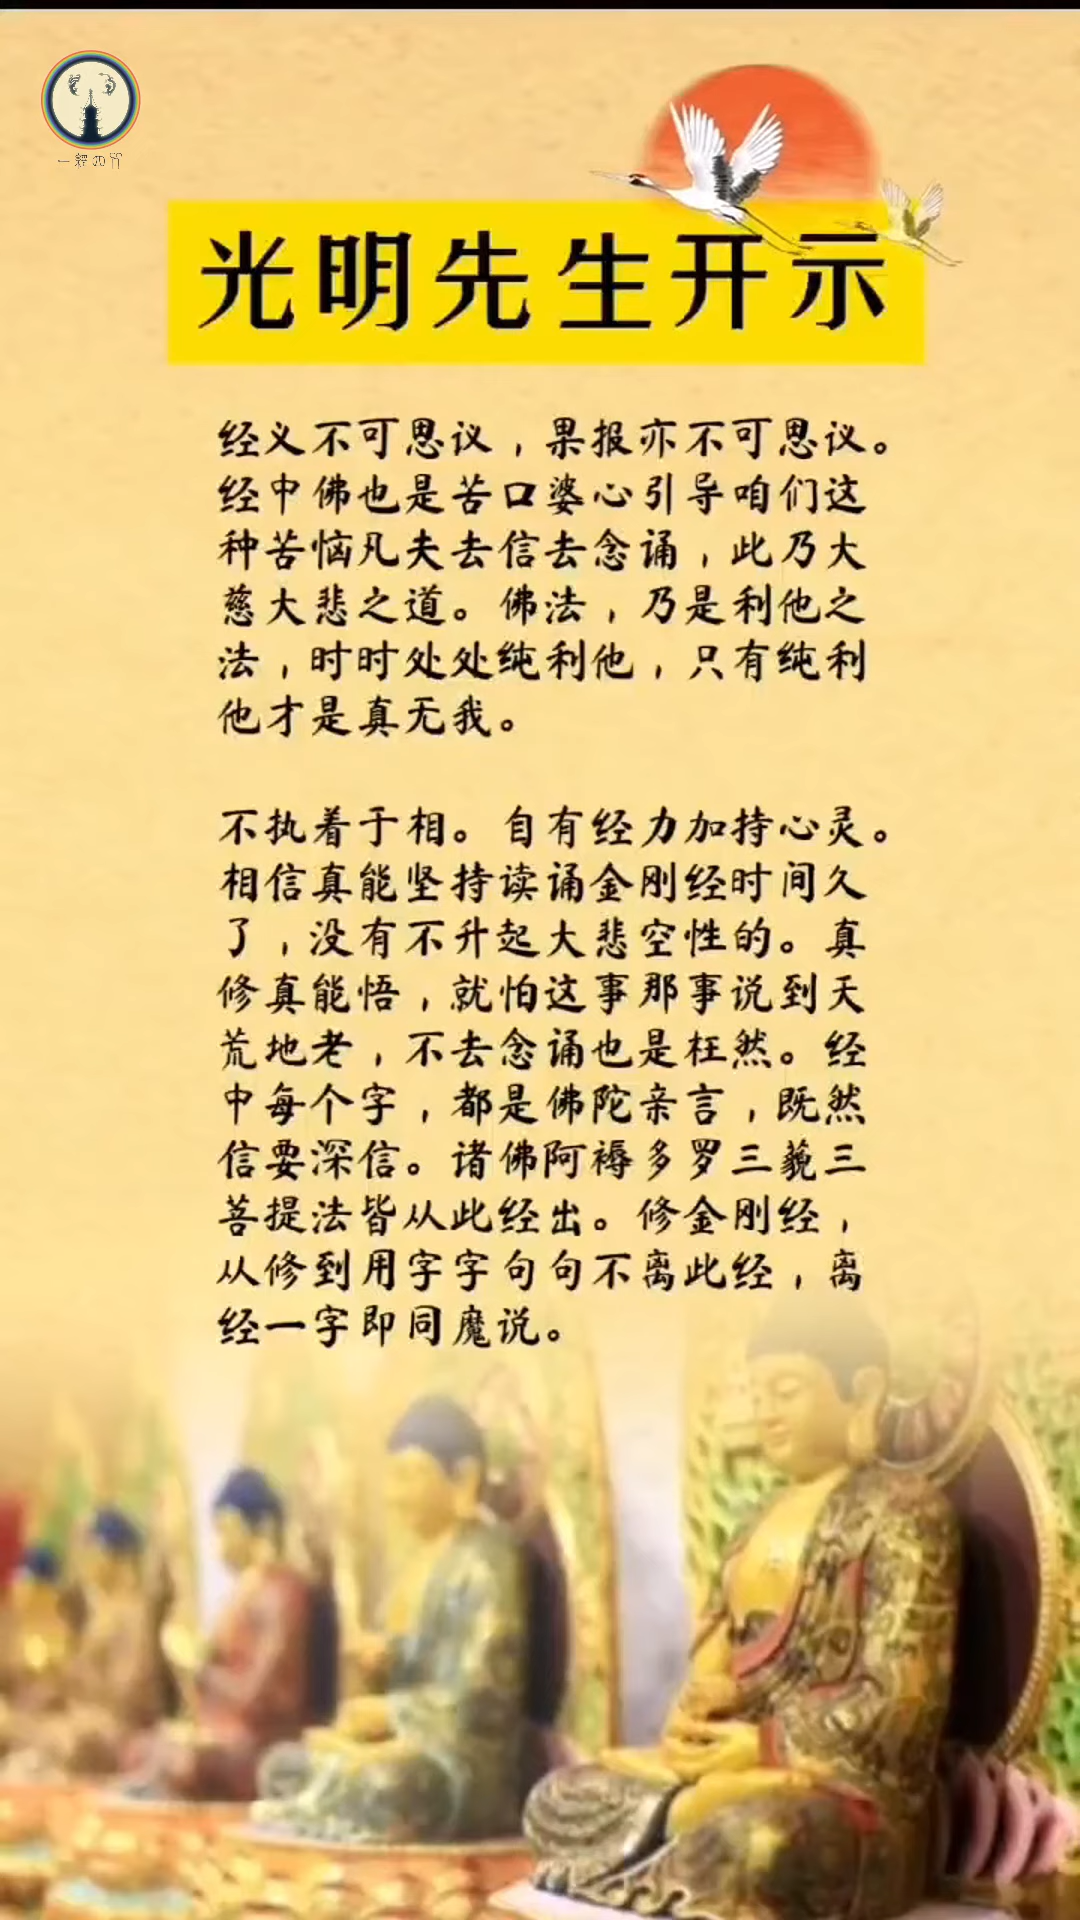 一经四行
光明先生开示
经义不可思议，果报亦不可思议。
经中佛也是苦口婆心引导咱们这
种苦恼凡夫去信去念诵，此乃大
慈大悲之道。佛法，乃是利他之
法，时时处处纯利他，只有纯利
他才是真无我。
不执着于相。自有经力加持心灵。
相信真能坚持读诵金刚经时间久
了，没有不升起大悲空性的。真
修真能悟，就怕这事那事说到天
荒地老，不去念诵也是枉然。经
中每个字，都是佛陀亲言，既然
信要深信。诸佛阿褥多罗三藐三
菩提法皆从此经出。修金刚经，
从修到用字字句句不离此经，离
经一字即同魔说。